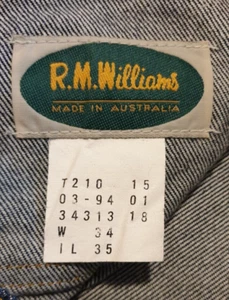 R.M.Williams
MADE IN AUSTRALIA
T210 15
03-94 01
34313 18
W 34
IL 35